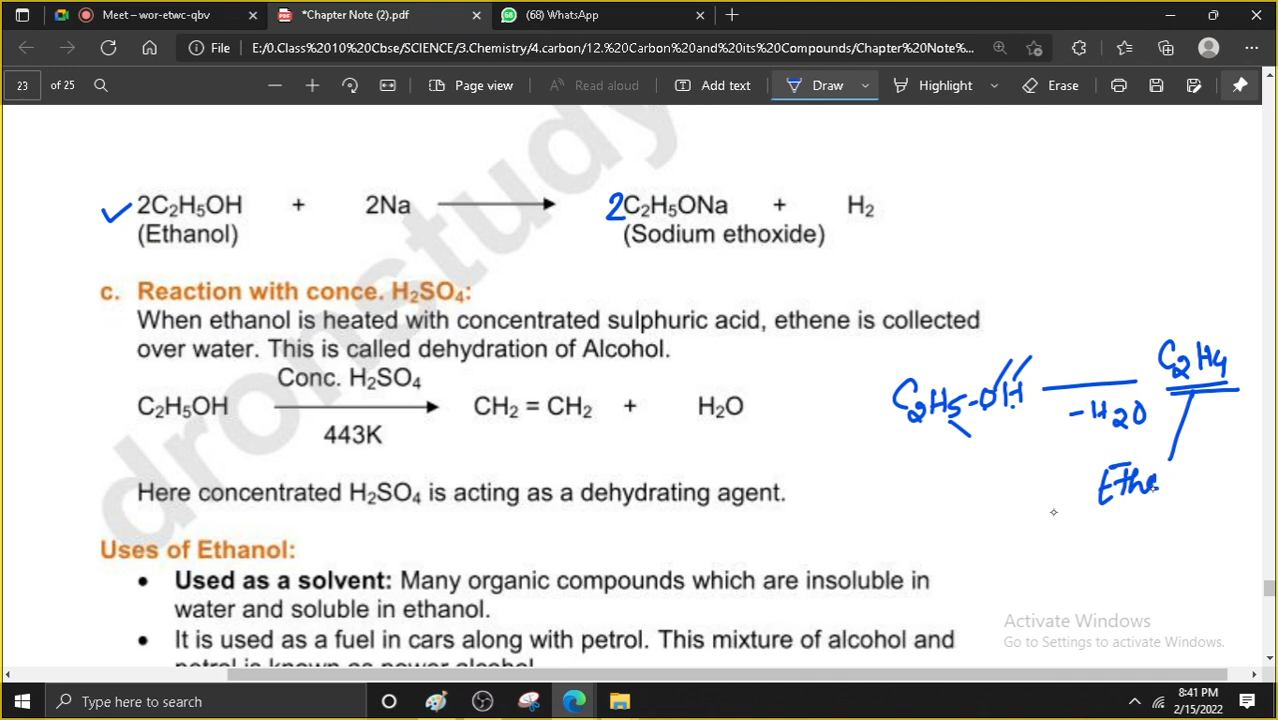 Meet – wor-etwc-qbv
*Chapter Note (2).pdf
(68) WhatsApp
File
E:/0.Class%2010%20Cbse/SCIENCE/3.Chemistry/4.carbon/12.%20Carbon%20and%20its%20Compounds/Chapter%20Note%...
23 of 25
Page view
Read aloud
Add text
Draw
Highlight
Erase
2C₂H₅OH + 2Na 2C₂H₅ONa + H₂
(Ethanol) (Sodium ethoxide)
c. Reaction with conce. H₂SO₄:
When ethanol is heated with concentrated sulphuric acid, ethene is collected
over water. This is called dehydration of Alcohol.
Conc. H₂SO₄
C₂H₅OH CH₂ = CH₂ + H₂O
443K
C₂H₅-OH -H₂O C₂H₄
Ethe
Here concentrated H₂SO₄ is acting as a dehydrating agent.
Uses of Ethanol:
• Used as a solvent: Many organic compounds which are insoluble in
water and soluble in ethanol.
• It is used as a fuel in cars along with petrol. This mixture of alcohol and
petrol is known as power alcohol.
dronstudy
Activate Windows
Go to Settings to activate Windows.
Type here to search
8:41 PM
2/15/2022